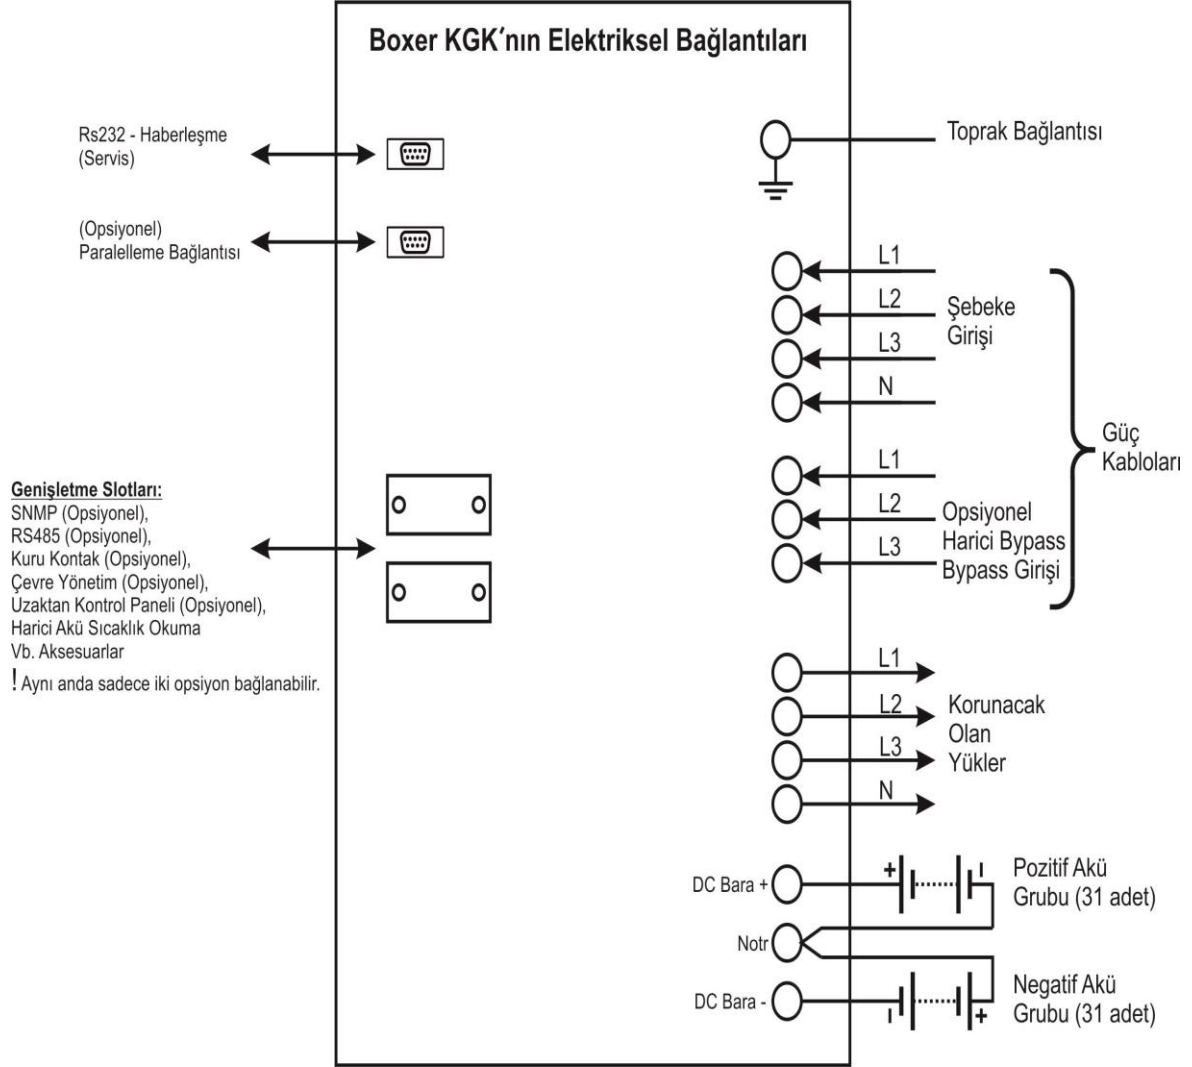 Boxer KGK'nın Elektriksel Bağlantıları
Rs232 - Haberleşme
(Servis)
(Opsiyonel)
Paralelleme Bağlantısı
Genişletme Slotları:
SNMP (Opsiyonel),
RS485 (Opsiyonel),
Kuru Kontak (Opsiyonel),
Çevre Yönetim (Opsiyonel),
Uzaktan Kontrol Paneli (Opsiyonel),
Harici Akü Sıcaklık Okuma
Vb. Aksesuarlar
! Aynı anda sadece iki opsiyon bağlanabilir.
Toprak Bağlantısı
L1
L2
L3
N
Şebeke
Girişi
L1
L2
L3
Opsiyonel
Harici Bypass
Bypass Girişi
Güç
Kabloları
L1
L2
L3
N
Korunacak
Olan
Yükler
DC Bara +
+
-
Pozitif Akü
Grubu (31 adet)
Notr
DC Bara -
-
+
Negatif Akü
Grubu (31 adet)